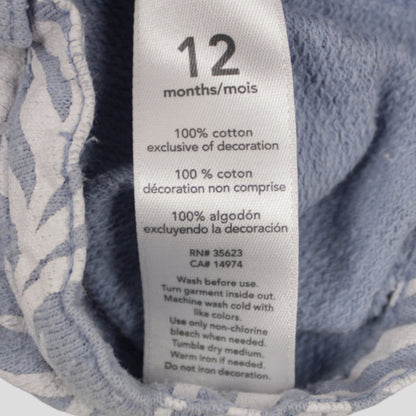 12
months/mois
100% cotton
exclusive of decoration
100 % coton
décoration non comprise
100% algodón
excluyendo la decoración
RN# 35623
CA# 14974
Wash before use.
Turn garment inside out.
Machine wash cold with
like colors.
Use only non-chlorine
bleach when needed.
Tumble dry medium.
Warm iron if needed.
Do not iron decoration.